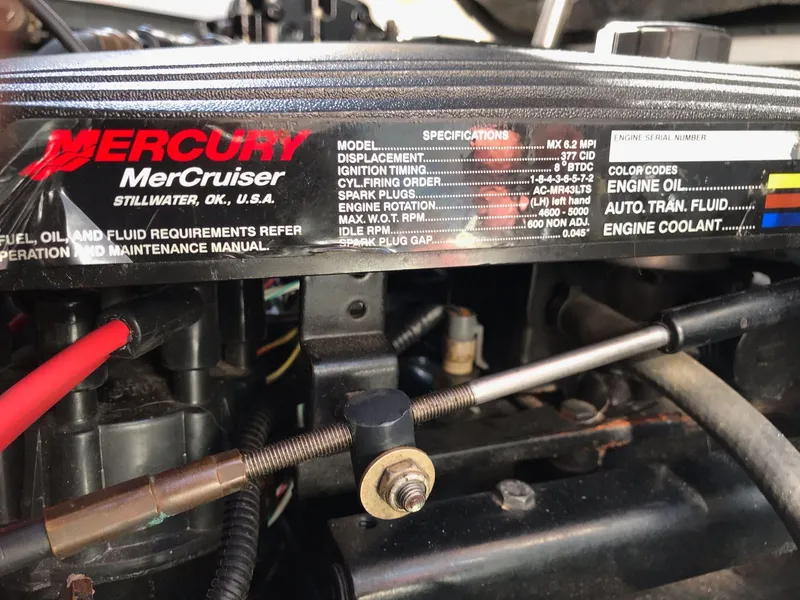 MERCURY
MerCruiser
STILLWATER, OK., U.S.A.
FUEL, OIL, AND FLUID REQUIREMENTS REFER
OPERATION AND MAINTENANCE MANUAL.
SPECIFICATIONS
MODEL MX 6.2 MPI
DISPLACEMENT 377 CID
IGNITION TIMING 8° BTDC
CYL.FIRING ORDER 1-8-4-3-6-5-7-2
SPARK PLUGS AC-MR43LTS
ENGINE ROTATION (LH) left hand
MAX. W.O.T. RPM 4600 - 5000
IDLE RPM 600 NON ADJ
SPARK PLUG GAP 0.045"
ENGINE SERIAL NUMBER
COLOR CODES
ENGINE OIL
AUTO. TRAN. FLUID
ENGINE COOLANT